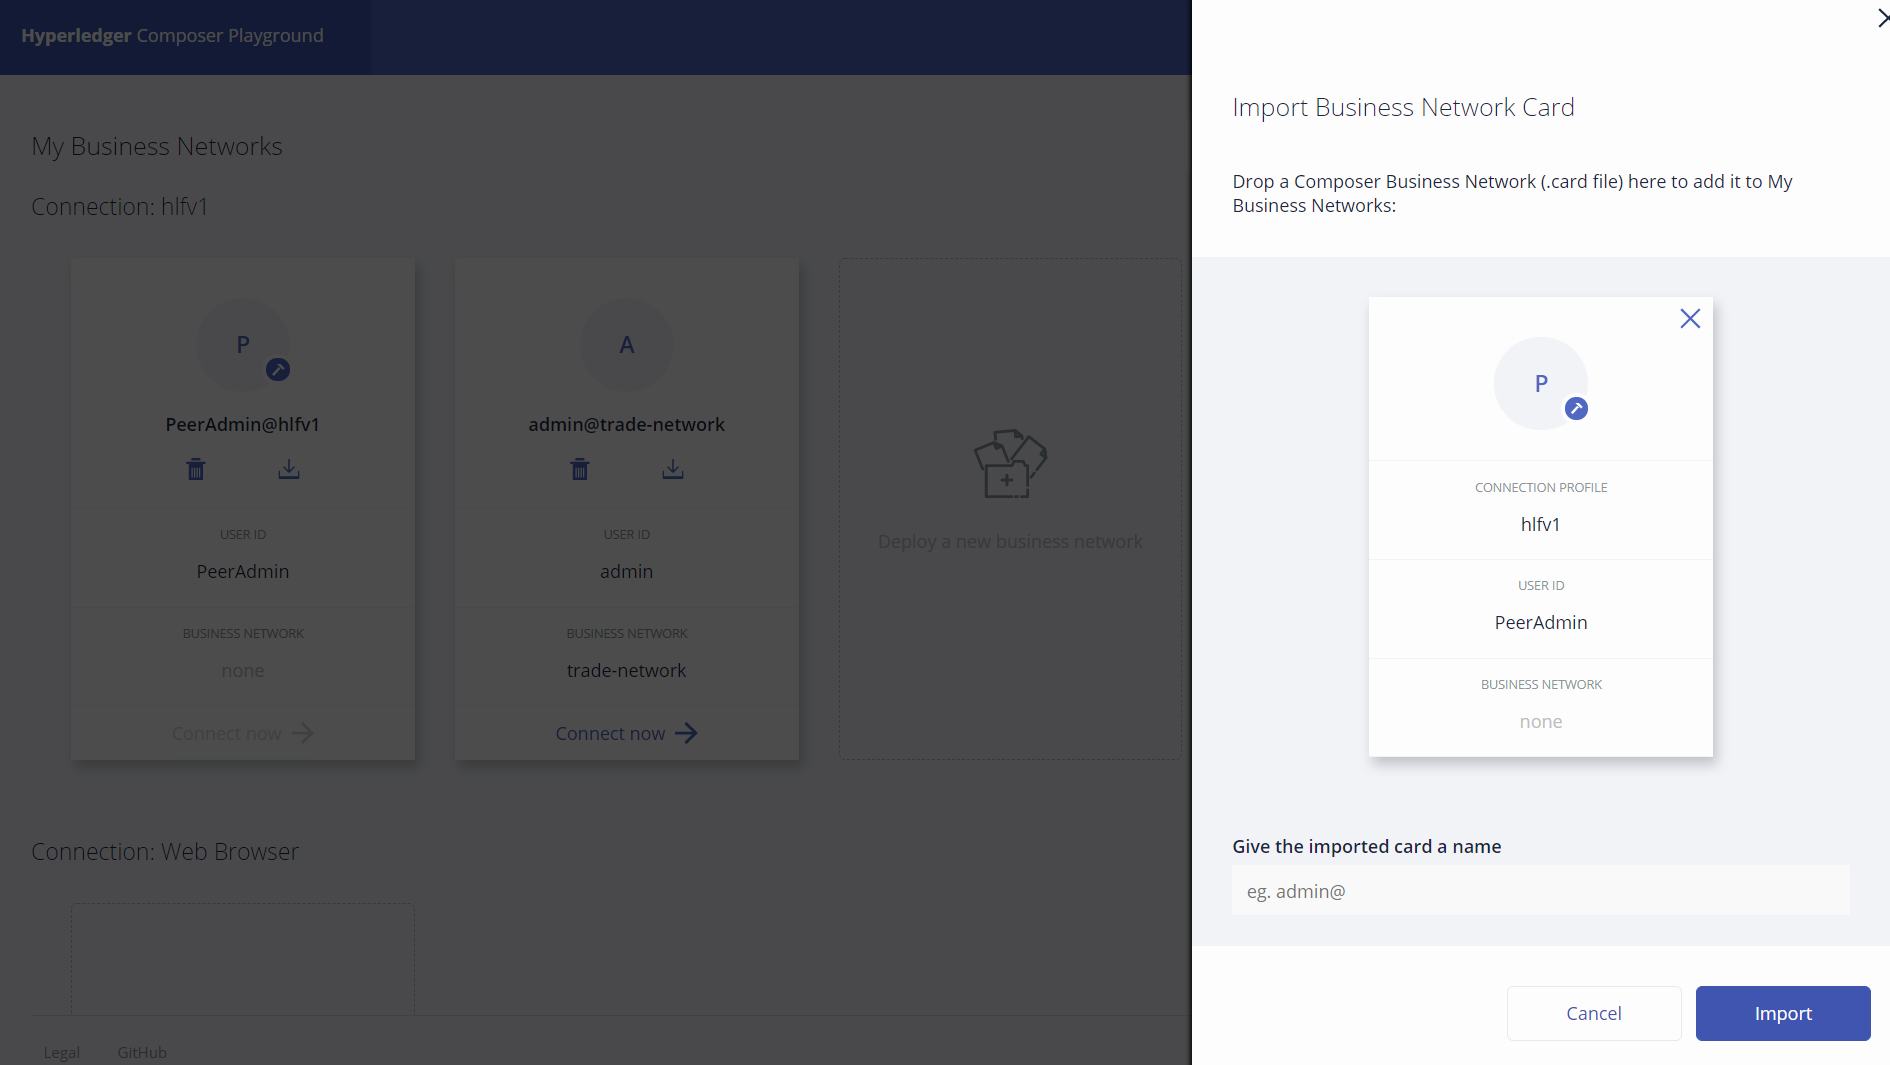 Hyperledger Composer Playground
My Business Networks
Connection: hlfv1
P
PeerAdmin@hlfv1
USER ID
PeerAdmin
BUSINESS NETWORK
none
Connect now
A
admin@trade-network
USER ID
admin
BUSINESS NETWORK
trade-network
Connect now
Deploy a new business network
Connection: Web Browser
Legal
GitHub
Import Business Network Card
Drop a Composer Business Network (.card file) here to add it to My
Business Networks:
P
CONNECTION PROFILE
hlfv1
USER ID
PeerAdmin
BUSINESS NETWORK
none
Give the imported card a name
eg. admin@
Cancel
Import